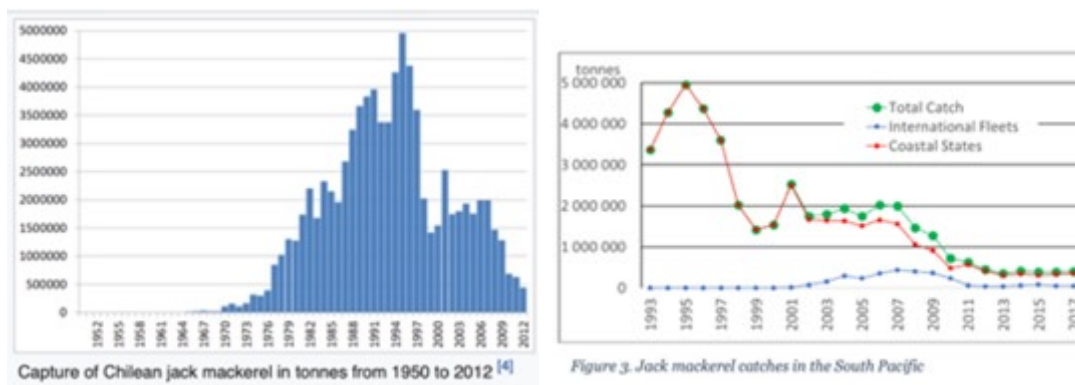 5000000
4500000
4000000
3500000
3000000
2500000
2000000
1500000
1000000
500000
0
1952 1955 1958 1961 1964 1967 1970 1973 1976 1979 1982 1985 1988 1991 1994 1997 2000 2003 2006 2009 2012
Capture of Chilean jack mackerel in tonnes from 1950 to 2012 [4]
tonnes
5 000 000
4 000 000
3 000 000
2 000 000
1 000 000
0
Total Catch
International Fleets
Coastal States
1993 1995 1997 1999 2001 2003 2005 2007 2009 2011 2013 2015
Figure 3. Jack mackerel catches in the South Pacific